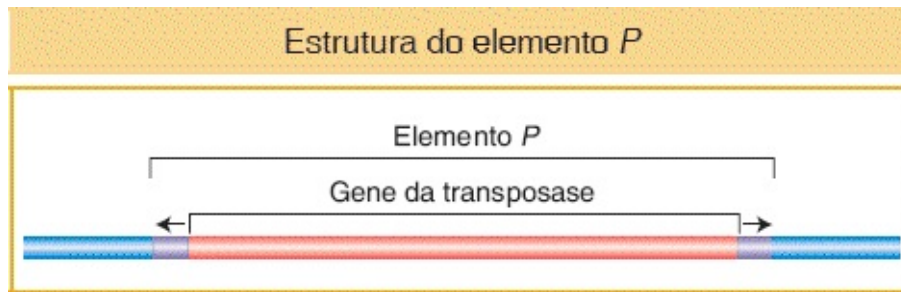 Estrutura do elemento P
Elemento P
Gene da transposase